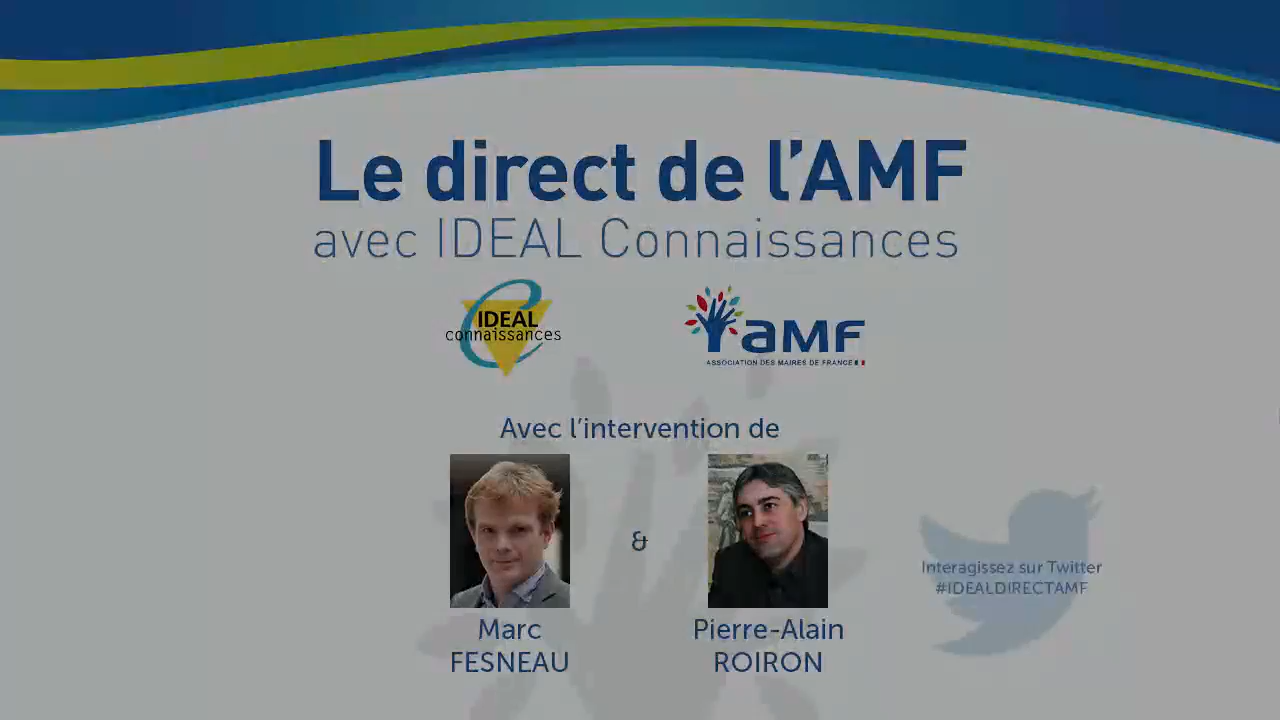 Le direct de l’AMF
avec IDEAL Connaissances
IDEAL
connaissances
aMF
ASSOCIATION DES MAIRES DE FRANCE
Avec l’intervention de
&
Marc
FESNEAU
Pierre-Alain
ROIRON
Interagissez sur Twitter
#IDEALDIRECTAMF